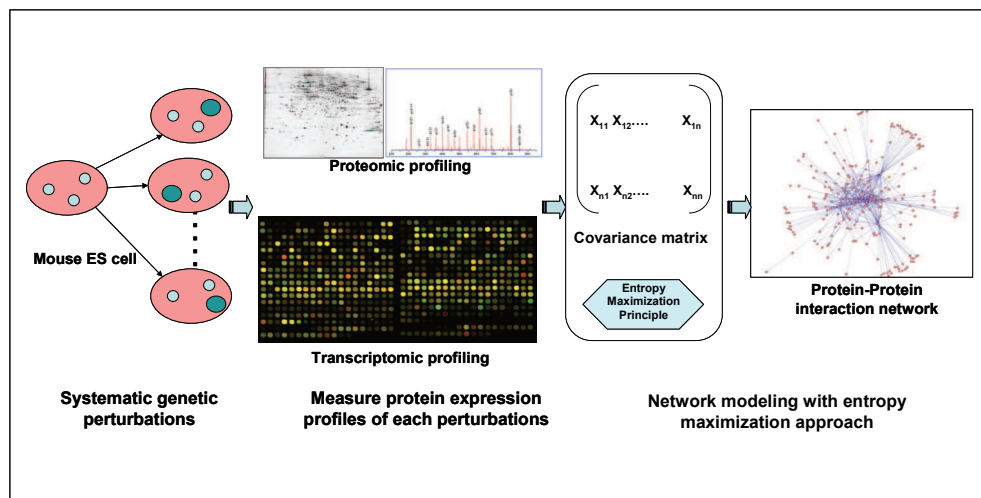 Mouse ES cell
Systematic genetic
perturbations
Proteomic profiling
Transcriptomic profiling
Measure protein expression
profiles of each perturbations
X11 X12.... X1n
Xn1 Xn2.... Xnn
Covariance matrix
Entropy
Maximization
Principle
Network modeling with entropy
maximization approach
Protein-Protein
interaction network